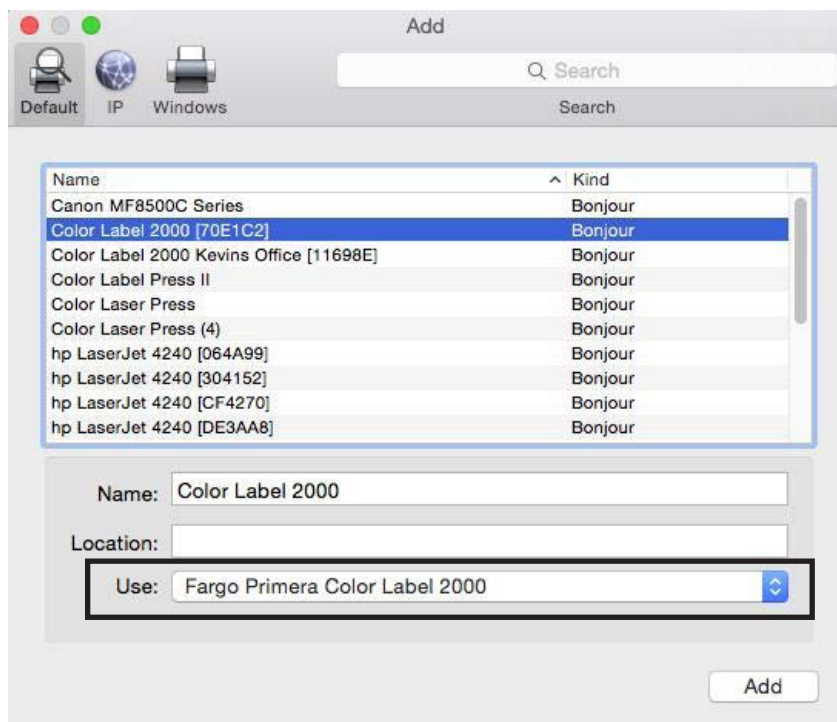 Add
Default IP Windows Search
Search
Name Kind
Canon MF8500C Series Bonjour
Color Label 2000 [70E1C2] Bonjour
Color Label 2000 Kevins Office [11698E] Bonjour
Color Label Press II Bonjour
Color Laser Press Bonjour
Color Laser Press (4) Bonjour
hp LaserJet 4240 [064A99] Bonjour
hp LaserJet 4240 [304152] Bonjour
hp LaserJet 4240 [CF4270] Bonjour
hp LaserJet 4240 [DE3AA8] Bonjour
Name: Color Label 2000
Location:
Use: Fargo Primera Color Label 2000
Add